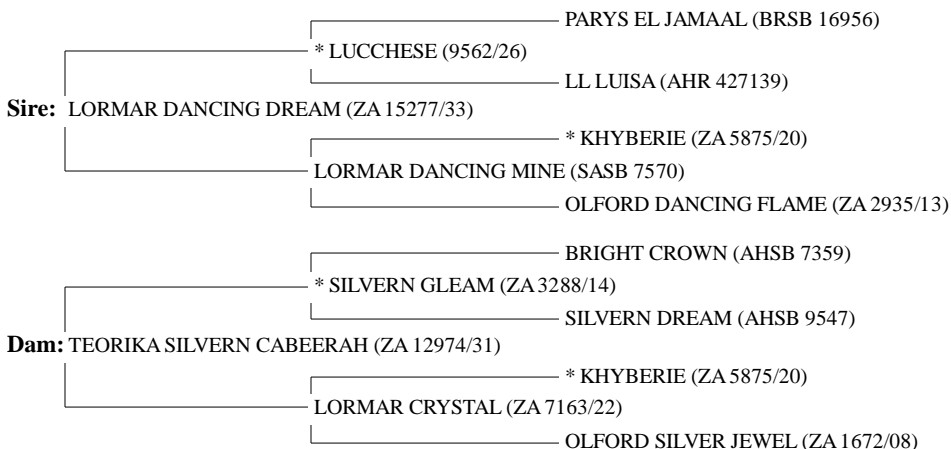 PARYS EL JAMAAL (BRSB 16956)
* LUCCHESE (9562/26)
LL LUISA (AHR 427139)
Sire: LORMAR DANCING DREAM (ZA 15277/33)
* KHYBERIE (ZA 5875/20)
LORMAR DANCING MINE (SASB 7570)
OLFORD DANCING FLAME (ZA 2935/13)
BRIGHT CROWN (AHSB 7359)
* SILVERN GLEAM (ZA 3288/14)
SILVERN DREAM (AHSB 9547)
Dam: TEORIKA SILVERN CABEERAH (ZA 12974/31)
* KHYBERIE (ZA 5875/20)
LORMAR CRYSTAL (ZA 7163/22)
OLFORD SILVER JEWEL (ZA 1672/08)